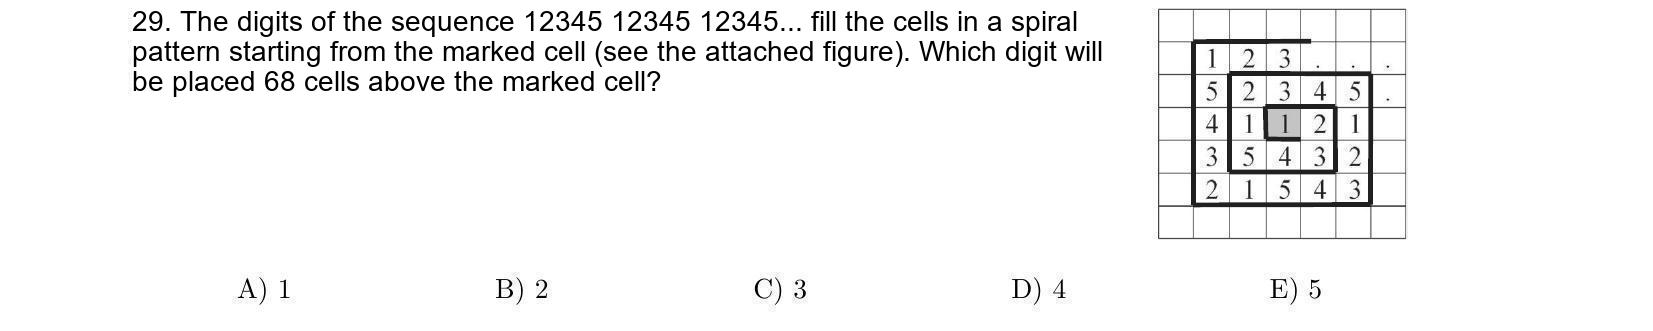 29. The digits of the sequence 12345 12345 12345... fill the cells in a spiral
pattern starting from the marked cell (see the attached figure). Which digit will
be placed 68 cells above the marked cell?
1 2 3 . . .
5 2 3 4 5 .
4 1 1 2 1
3 5 4 3 2
2 1 5 4 3
A) 1 B) 2 C) 3 D) 4 E) 5